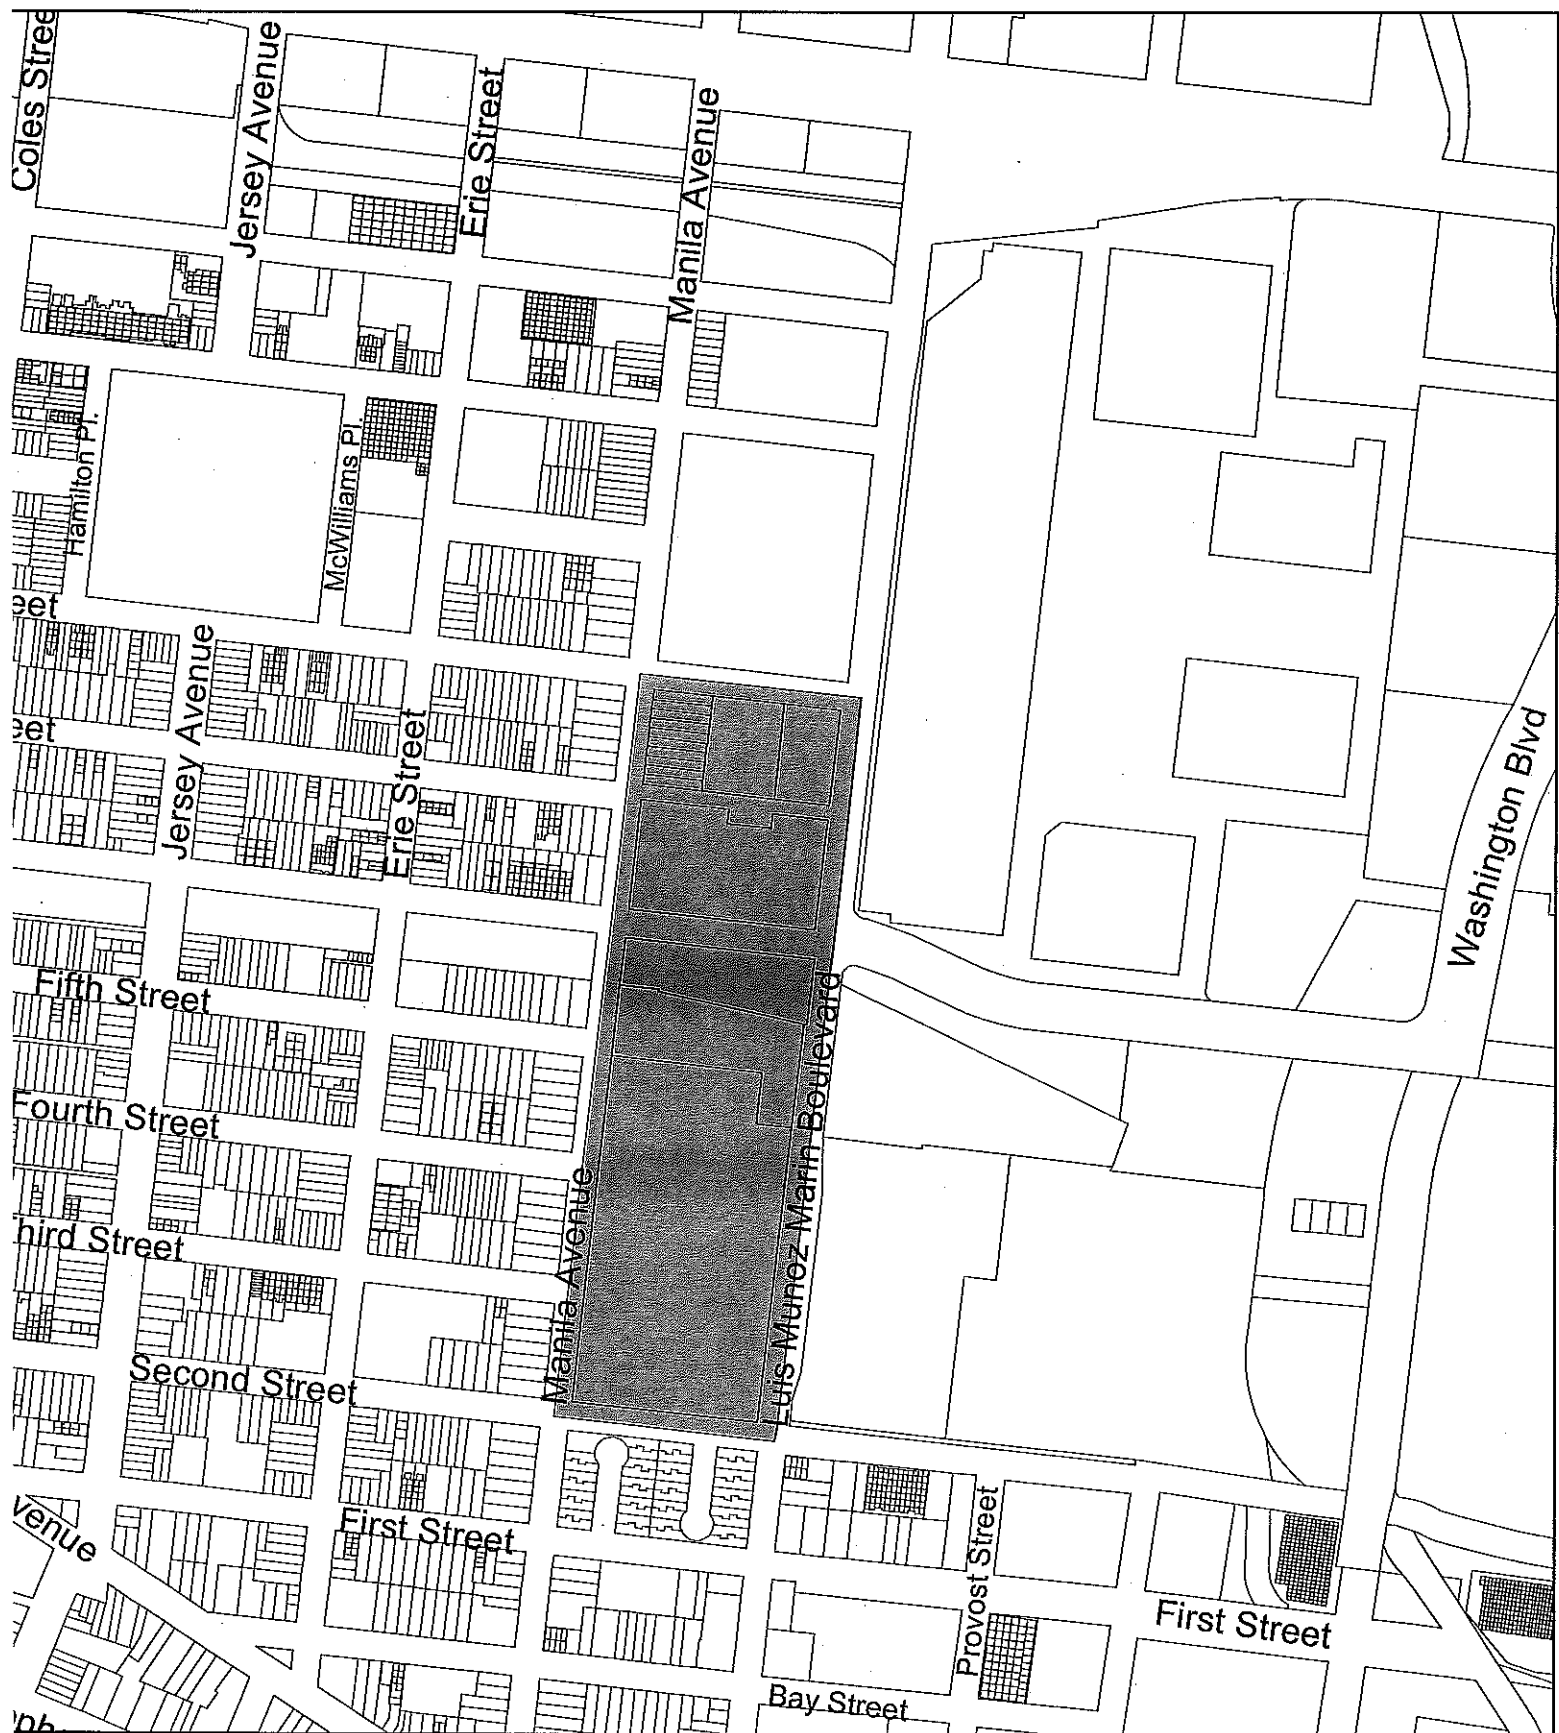 Coles Stree
Jersey Avenue
Erie Street
Manila Avenue
Hamilton Pl.
McWilliams Pl.
eet
Jersey Avenue
eet
Erie Street
Washington Blvd
Fifth Street
Fourth Street
Luis Munoz Marin Boulevard
Manila Avenue
hird Street
Second Street
First Street
venue
Provost Street
First Street
Bay Street
ph